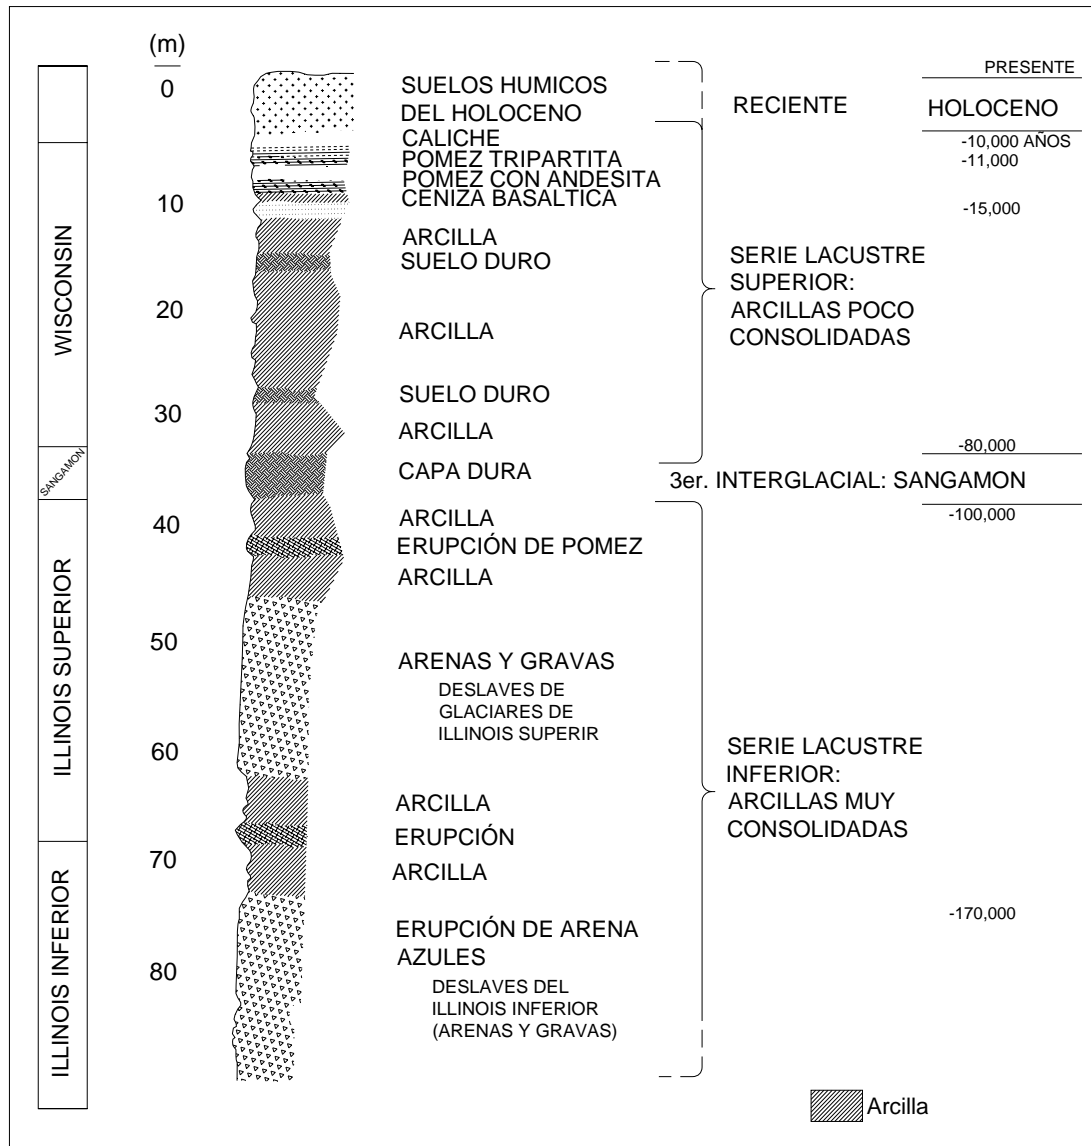 (m)
0
10
20
30
40
50
60
70
80
WISCONSIN
SANGAMON
ILLINOIS SUPERIOR
ILLINOIS INFERIOR
SUELOS HUMICOS
DEL HOLOCENO
CALICHE
POMEZ TRIPARTITA
POMEZ CON ANDESITA
CENIZA BASALTICA
ARCILLA
SUELO DURO
ARCILLA
SUELO DURO
ARCILLA
CAPA DURA
ARCILLA
ERUPCIÓN DE POMEZ
ARCILLA
ARENAS Y GRAVAS
DESLAVES DE
GLACIARES DE
ILLINOIS SUPERIR
ARCILLA
ERUPCIÓN
ARCILLA
ERUPCIÓN DE ARENA
AZULES
DESLAVES DEL
ILLINOIS INFERIOR
(ARENAS Y GRAVAS)
RECIENTE
SERIE LACUSTRE
SUPERIOR:
ARCILLAS POCO
CONSOLIDADAS
3er. INTERGLACIAL: SANGAMON
SERIE LACUSTRE
INFERIOR:
ARCILLAS MUY
CONSOLIDADAS
PRESENTE
HOLOCENO
-10,000 AÑOS
-11,000
-15,000
-80,000
-100,000
-170,000
Arcilla